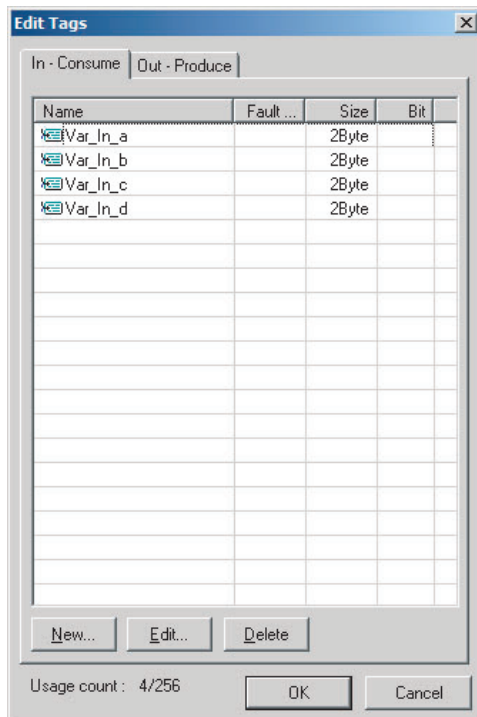 Edit Tags
In - Consume Out - Produce
Name Fault ... Size Bit
Var_In_a 2Byte
Var_In_b 2Byte
Var_In_c 2Byte
Var_In_d 2Byte
New... Edit... Delete
Usage count : 4/256 OK Cancel